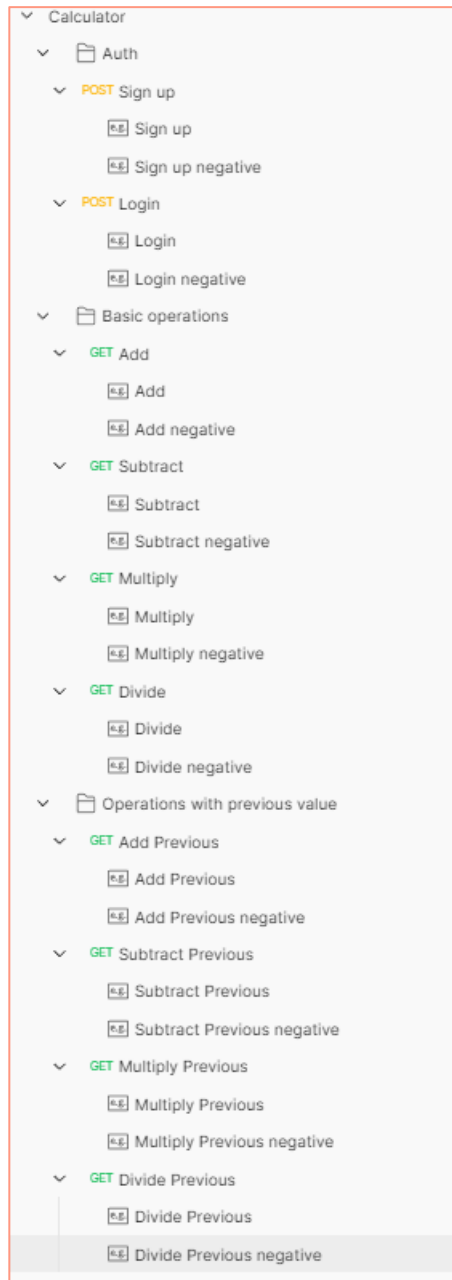 Calculator
Auth
POST Sign up
e.g. Sign up
e.g. Sign up negative
POST Login
e.g. Login
e.g. Login negative
Basic operations
GET Add
e.g. Add
e.g. Add negative
GET Subtract
e.g. Subtract
e.g. Subtract negative
GET Multiply
e.g. Multiply
e.g. Multiply negative
GET Divide
e.g. Divide
e.g. Divide negative
Operations with previous value
GET Add Previous
e.g. Add Previous
e.g. Add Previous negative
GET Subtract Previous
e.g. Subtract Previous
e.g. Subtract Previous negative
GET Multiply Previous
e.g. Multiply Previous
e.g. Multiply Previous negative
GET Divide Previous
e.g. Divide Previous
e.g. Divide Previous negative